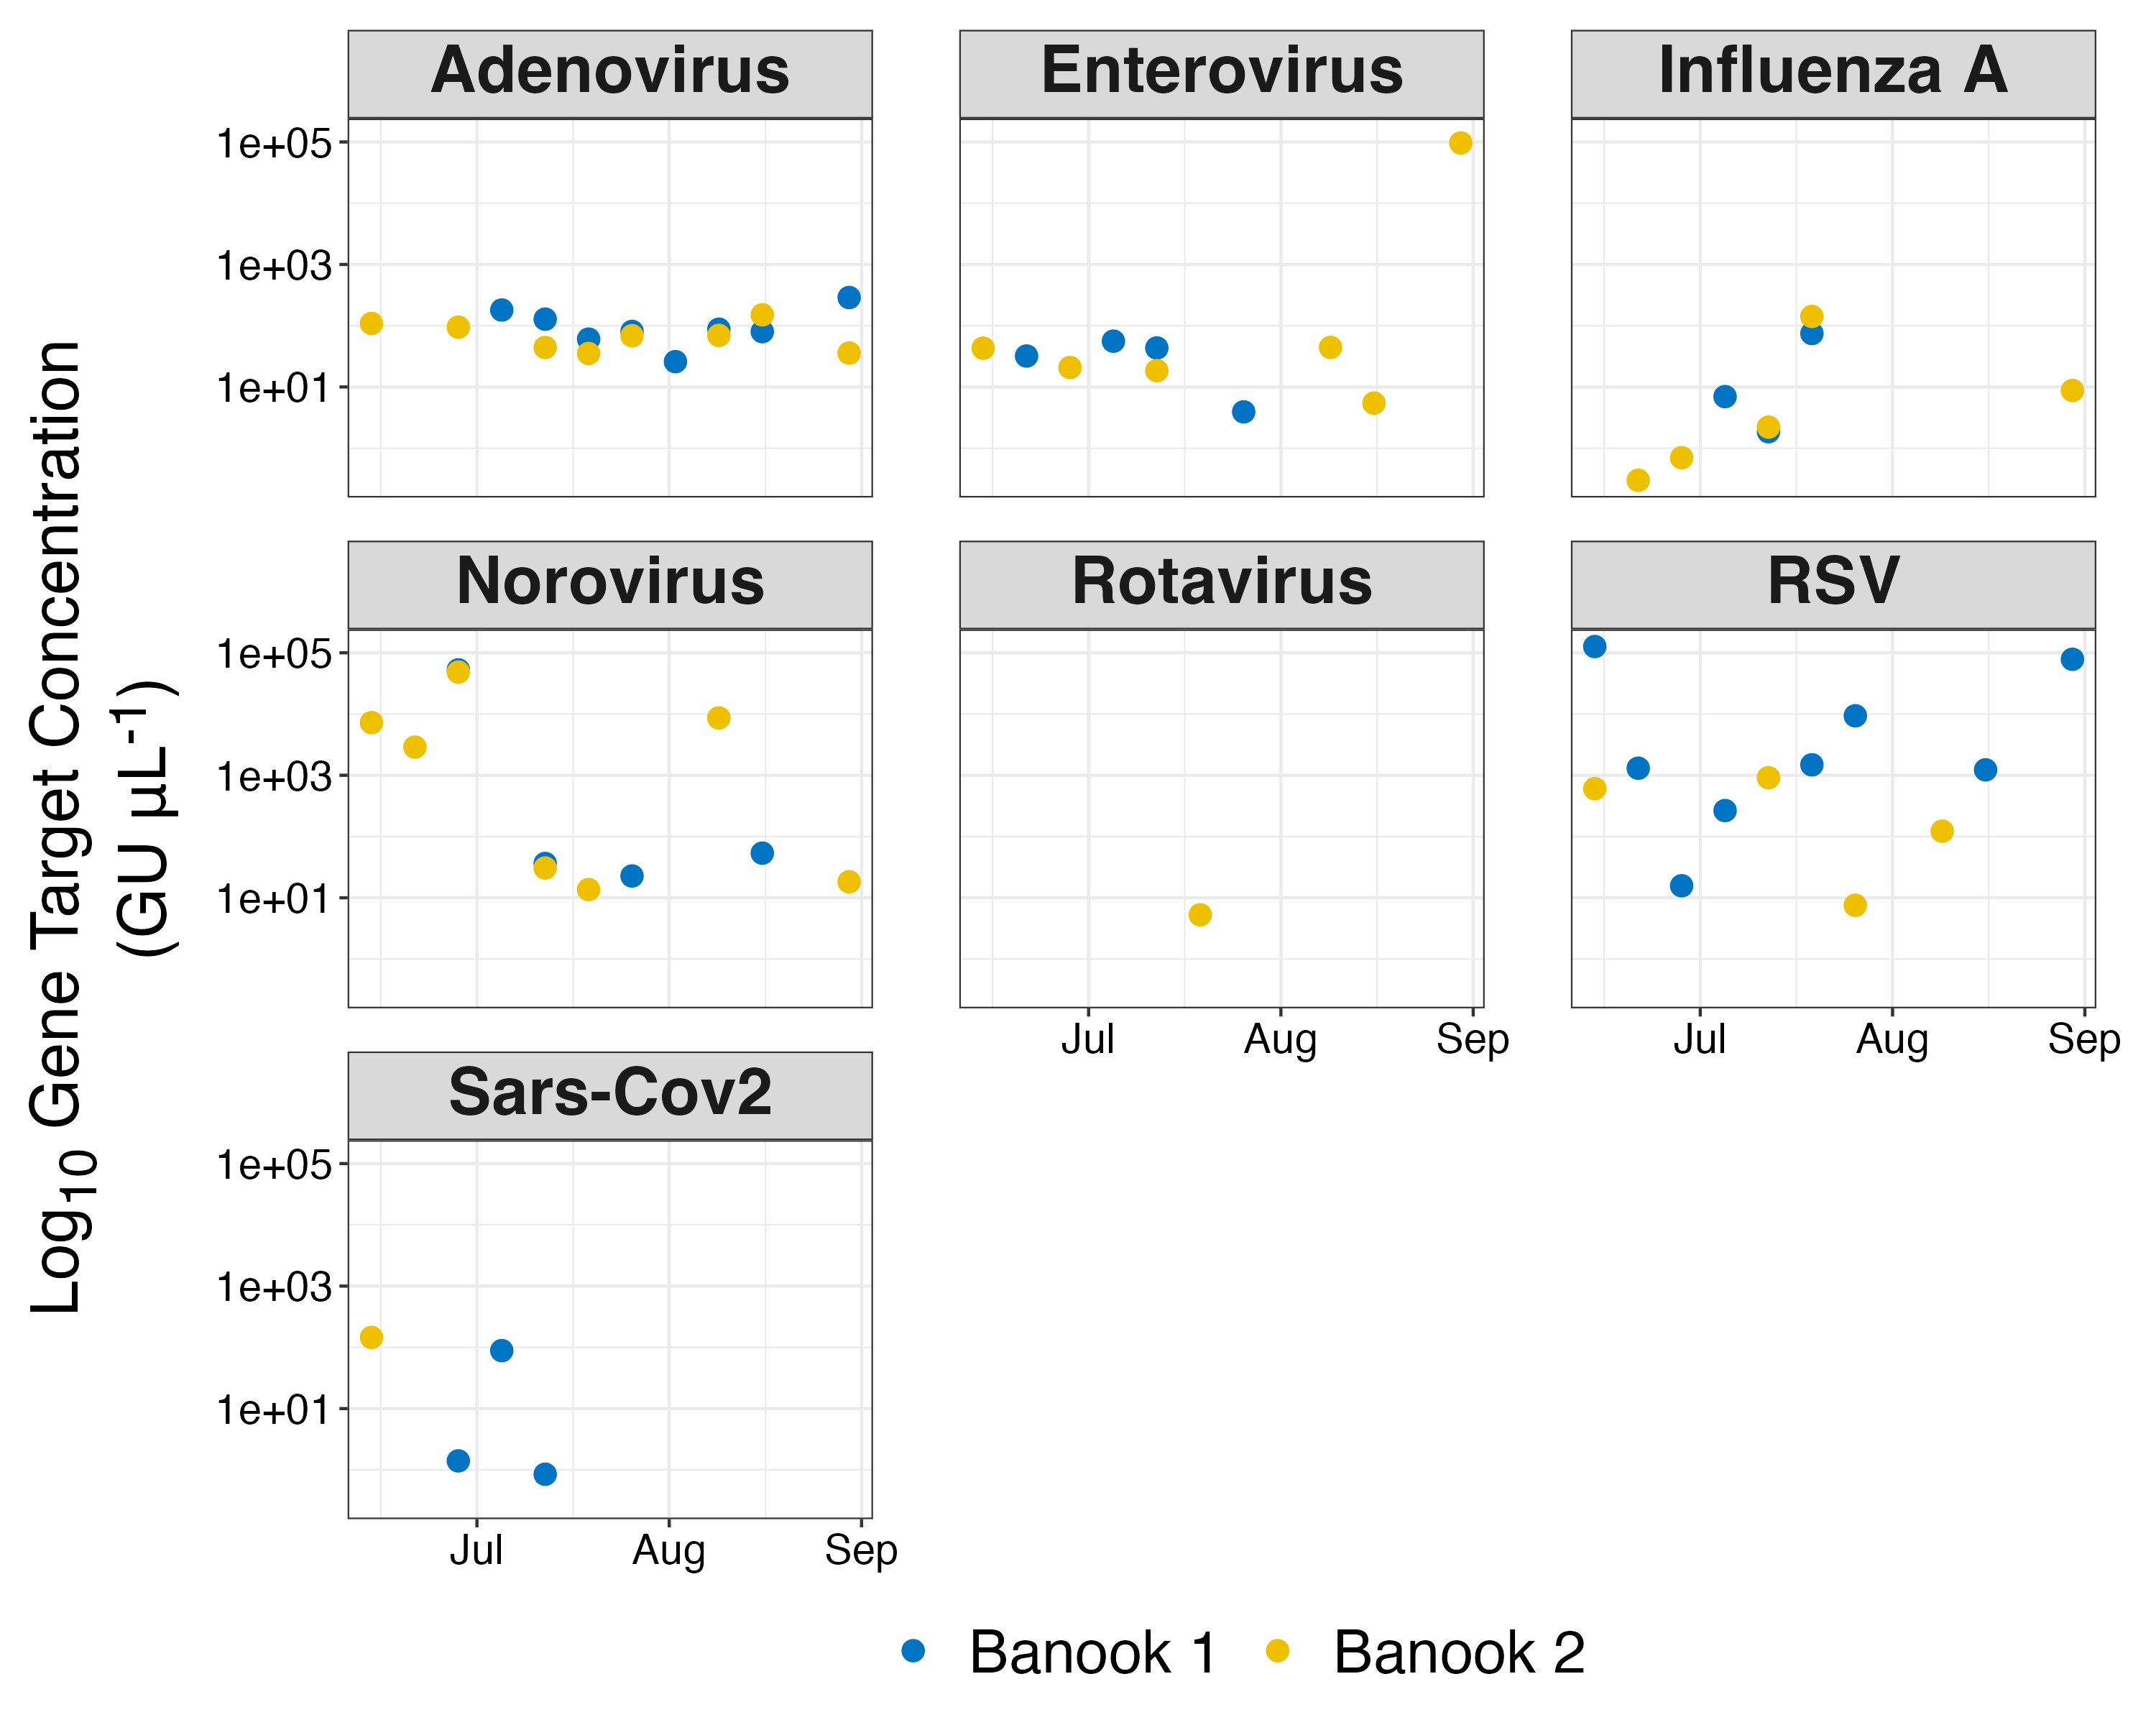 Adenovirus
Enterovirus
Influenza A
1e+05
1e+03
1e+01
Norovirus
Rotavirus
RSV
1e+05
1e+03
1e+01
Jul Aug Sep
Jul Aug Sep
Sars-Cov2
1e+05
1e+03
1e+01
Jul Aug Sep
Log10 Gene Target Concentration
(GU µL-1)
Banook 1 Banook 2